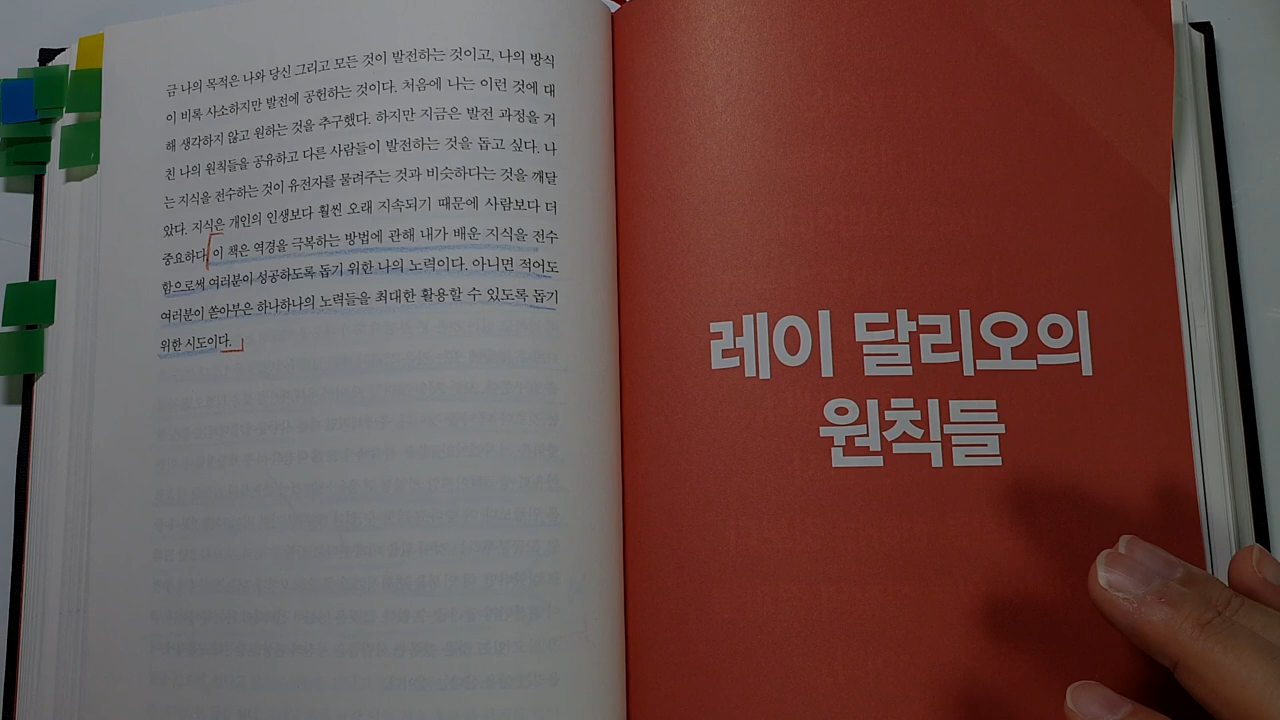 금 나의 목적은 나와 당신 그리고 모든 것이 발전하는 것이고, 나의 방식
이 비록 사소하지만 발전에 공헌하는 것이다. 처음에 나는 이런 것에 대
해 생각하지 않고 원하는 것을 추구했다. 하지만 지금은 발전 과정을 거
친 나의 원칙들을 공유하고 다른 사람들이 발전하는 것을 돕고 싶다. 나
는 지식을 전수하는 것이 유전자를 물려주는 것과 비슷하다는 것을 깨달
았다. 지식은 개인의 인생보다 훨씬 오래 지속되기 때문에 사람보다 더
중요하다. 이 책은 역경을 극복하는 방법에 관해 내가 배운 지식을 전수
함으로써 여러분이 성공하도록 돕기 위한 나의 노력이다. 아니면 적어도
여러분이 쏟아부은 하나하나의 노력들을 최대한 활용할 수 있도록 돕기
위한 시도이다.
레이 달리오의
원칙들